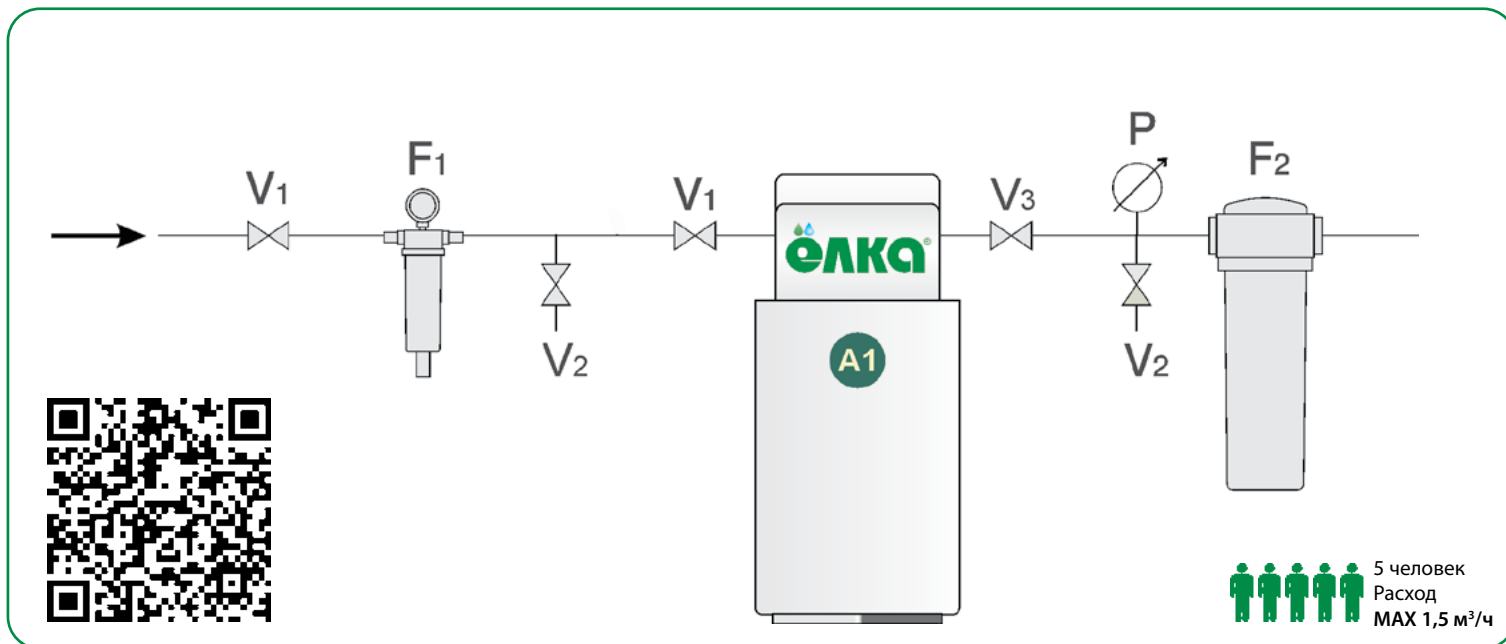 V1
F1
V2
V1
ёлка®
A1
V3
P
V2
F2
5 человек
Расход
MAX 1,5 м³/ч